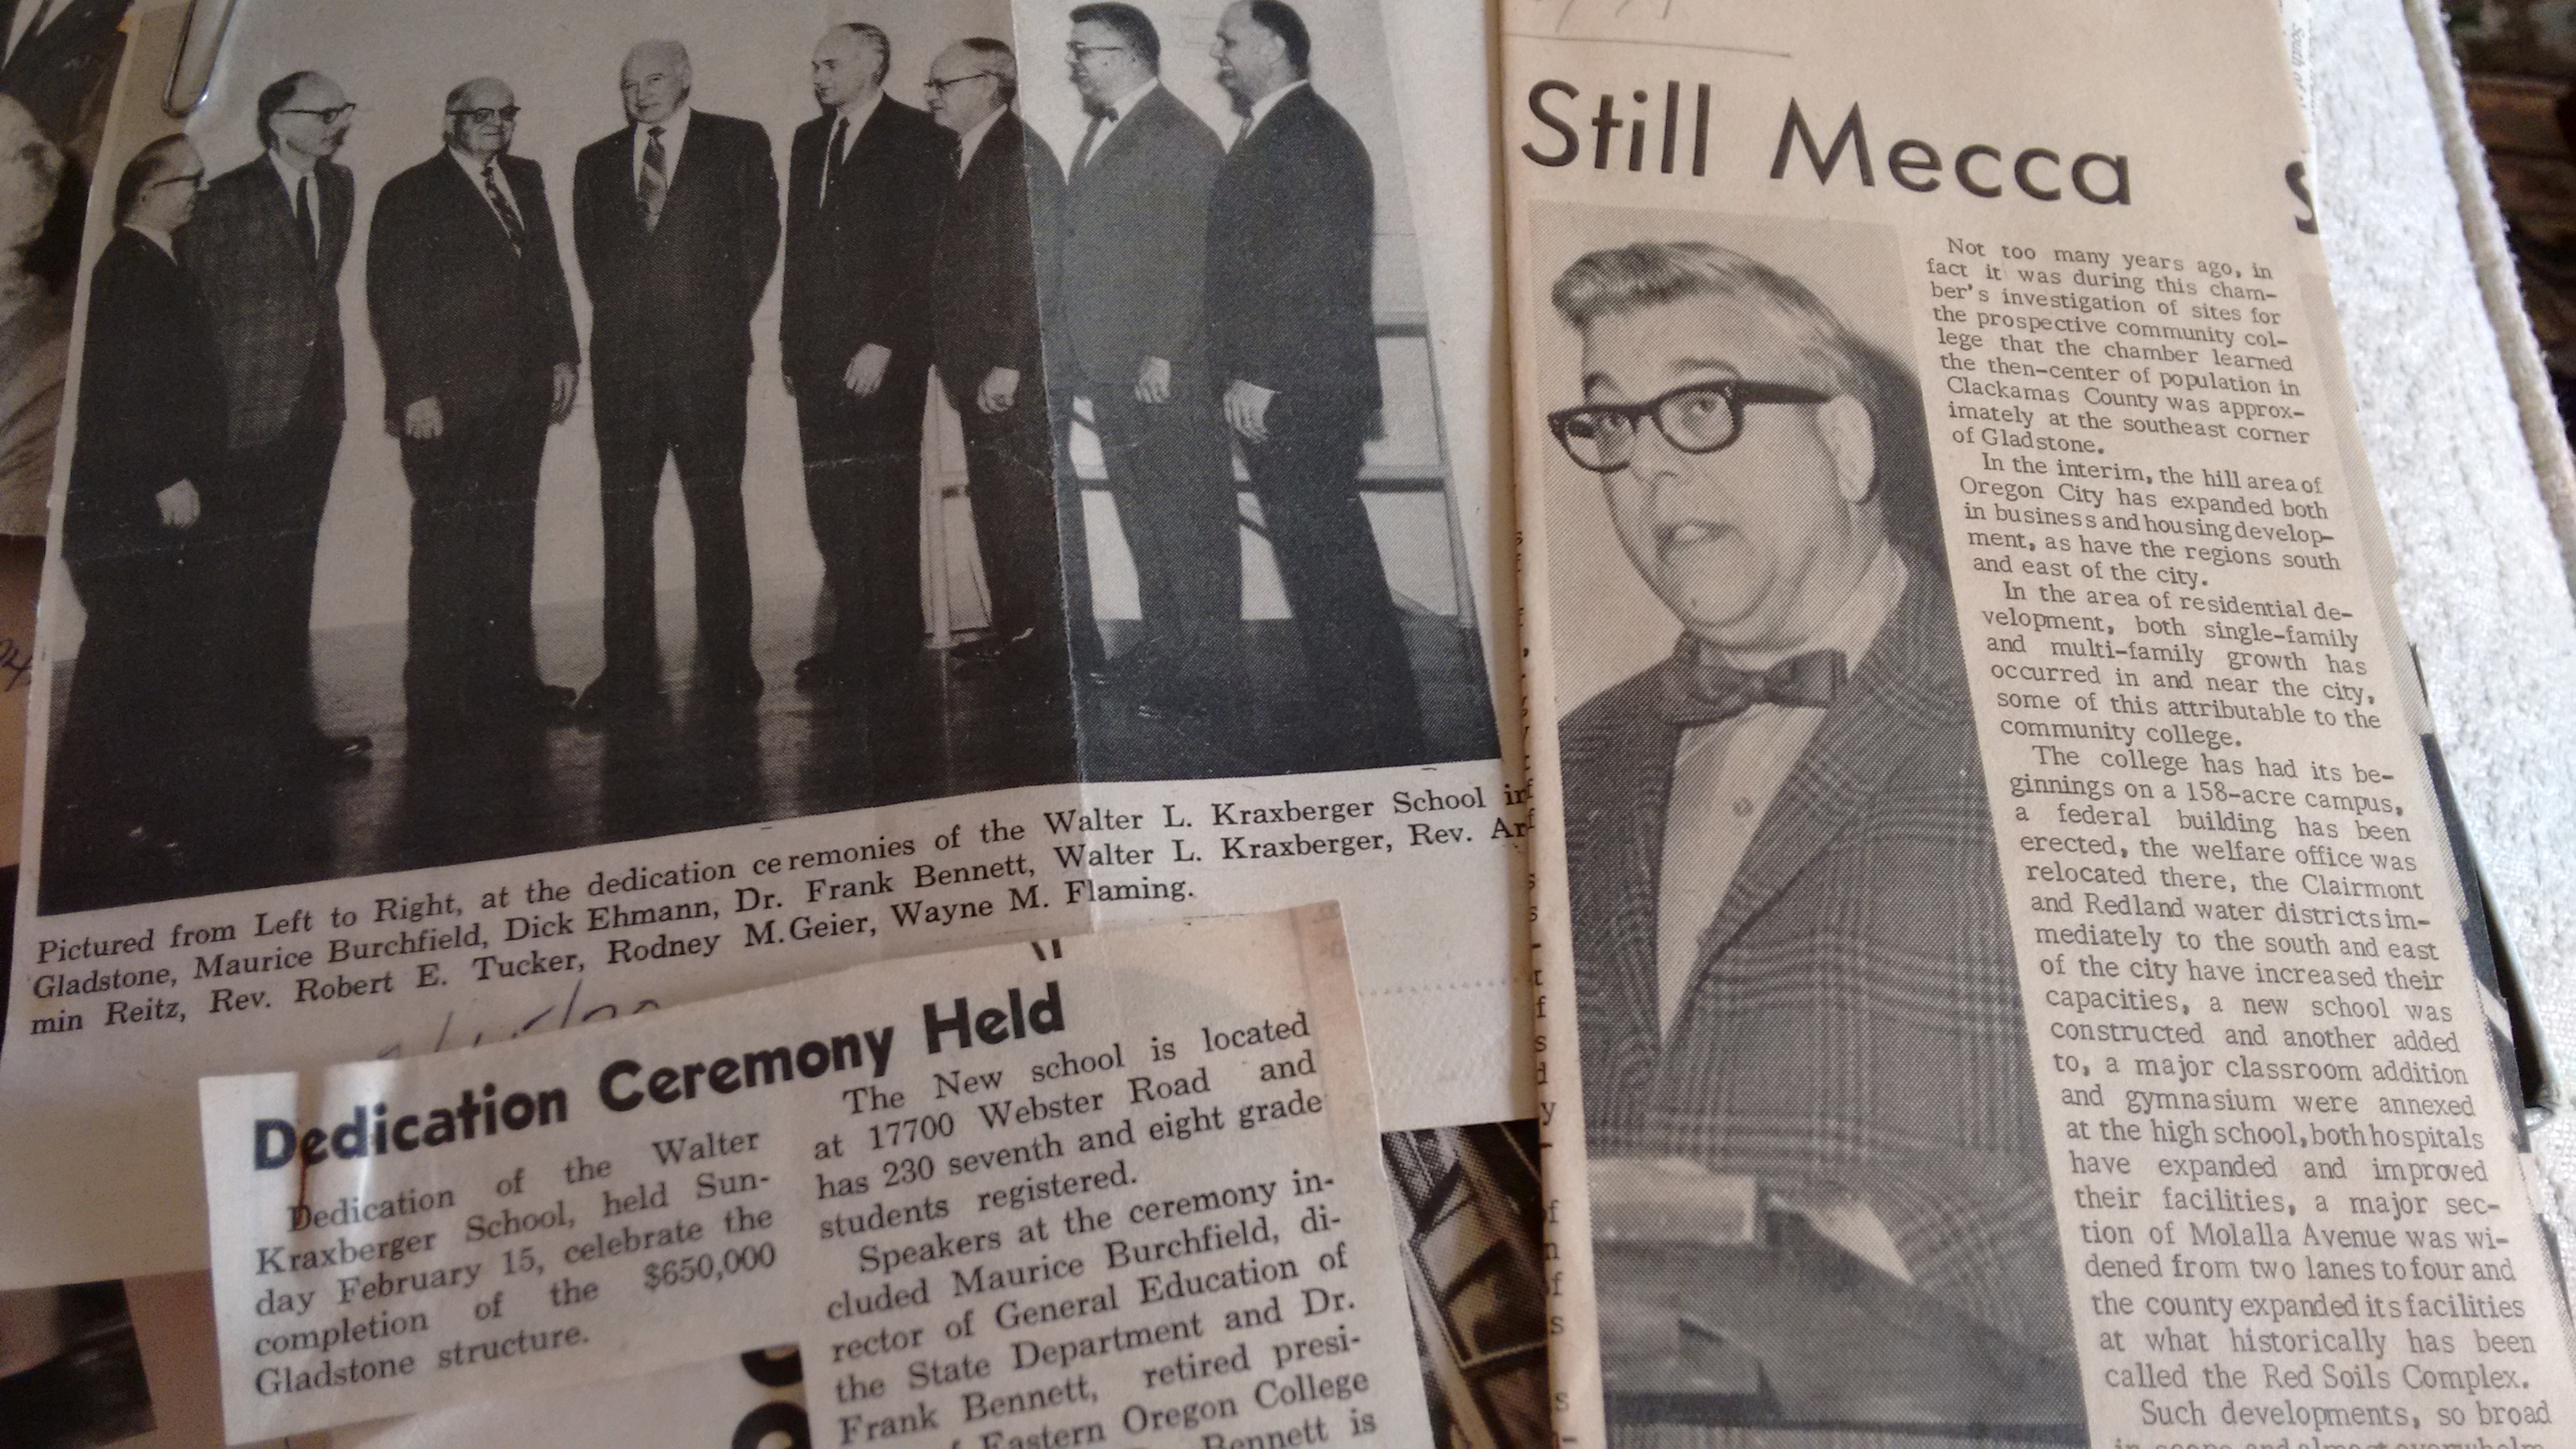 Pictured from Left to Right, at the dedication ceremonies of the Walter L. Kraxberger School in
Gladstone, Maurice Burchfield, Dick Ehmann, Dr. Frank Bennett, Walter L. Kraxberger, Rev. Ar
min Reitz, Rev. Robert E. Tucker, Rodney M. Geier, Wayne M. Flaming.
Dedication Ceremony Held
Dedication of the Walter
Kraxberger School, held Sun-
day February 15, celebrate the
completion of the $650,000
Gladstone structure.
The New school is located
at 17700 Webster Road and
has 230 seventh and eight grade
students registered.
Speakers at the ceremony in-
cluded Maurice Burchfield, di-
rector of General Education of
the State Department and Dr.
Frank Bennett, retired presi-
Eastern Oregon College
Bennett is
Still Mecca
Not too many years ago, in
fact it was during this cham-
ber's investigation of sites for
the prospective community col-
lege that the chamber learned
the then-center of population in
Clackamas County was approx-
imately at the southeast corner
of Gladstone.
In the interim, the hill area of
Oregon City has expanded both
in business and housing develop-
ment, as have the regions south
and east of the city.
In the area of residential de-
velopment, both single-family
and multi-family growth has
occurred in and near the city,
some of this attributable to the
community college.
The college has had its be-
ginnings on a 158-acre campus,
a federal building has been
erected, the welfare office was
relocated there, the Clairmont
and Redland water districts im-
mediately to the south and east
of the city have increased their
capacities, a new school was
constructed and another added
to, a major classroom addition
and gymnasium were annexed
at the high school, both hospitals
have expanded and improved
their facilities, a major sec-
tion of Molalla Avenue was wi-
dened from two lanes to four and
the county expanded its facilities
at what historically has been
called the Red Soils Complex.
Such developments, so broad